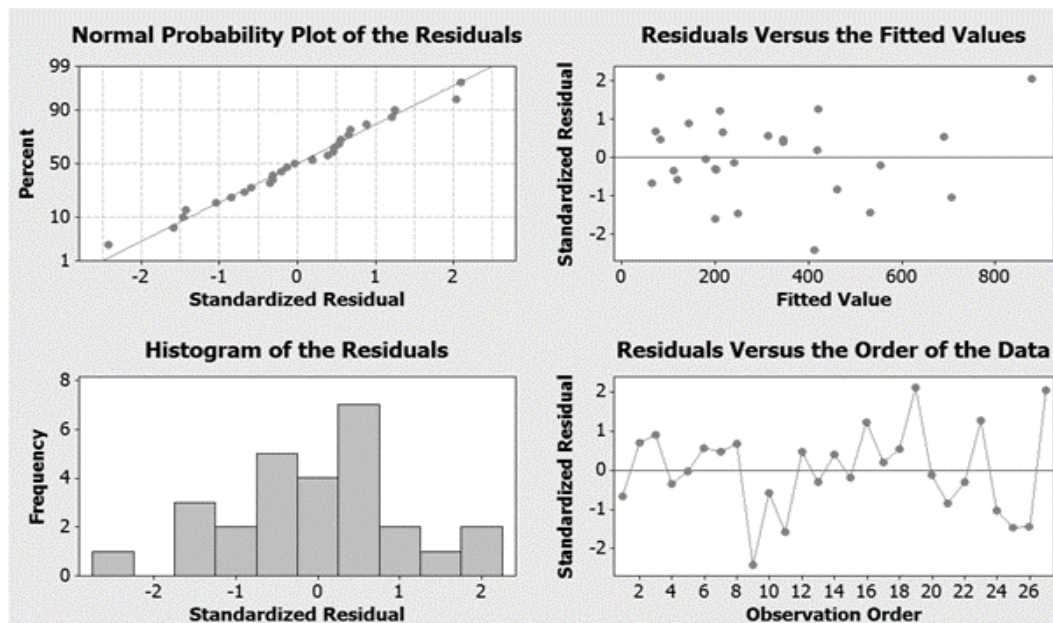 Normal Probability Plot of the Residuals
99
90
50
10
1
Percent
-2 -1 0 1 2
Standardized Residual
Residuals Versus the Fitted Values
2
1
0
-1
-2
Standardized Residual
0 200 400 600 800
Fitted Value
Histogram of the Residuals
8
6
4
2
0
Frequency
-2 -1 0 1 2
Standardized Residual
Residuals Versus the Order of the Data
2
1
0
-1
-2
Standardized Residual
2 4 6 8 10 12 14 16 18 20 22 24 26
Observation Order